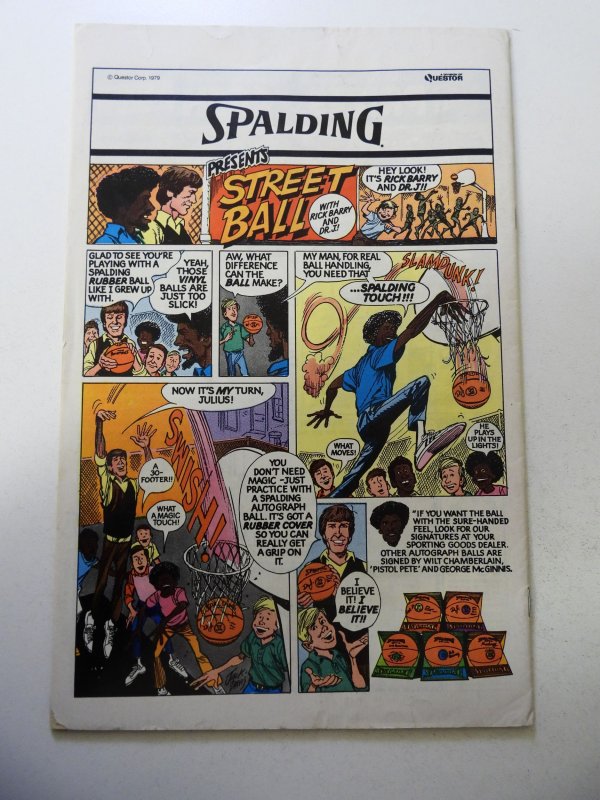 © Questor Corp. 1979
QUESTOR
SPALDING
PRESENTS
STREET
BALL
WITH
RICK BARRY
AND
DR. J!
HEY LOOK!
IT'S RICK BARRY
AND DR. J!!
GLAD TO SEE YOU'RE
PLAYING WITH A
SPALDING
RUBBER BALL
LIKE I GREW UP
WITH.
YEAH,
THOSE
VINYL
BALLS ARE
JUST TOO
SLICK!
AW, WHAT
DIFFERENCE
CAN THE
BALL MAKE?
MY MAN, FOR REAL
BALL HANDLING,
YOU NEED THAT
...SPALDING
TOUCH!!!
SLAMDUNK!
WHAT
MOVES!
HE
PLAYS
UP IN THE
LIGHTS!
NOW IT'S MY TURN,
JULIUS!
A
30-
FOOTER!!
WHAT
A MAGIC
TOUCH!
SWISH!
YOU
DON'T NEED
MAGIC-JUST
PRACTICE WITH
A SPALDING
AUTOGRAPH
BALL. IT'S GOT A
RUBBER COVER
SO YOU CAN
REALLY GET
A GRIP ON
IT.
I
BELIEVE
IT! I
BELIEVE
IT!!
"IF YOU WANT THE BALL
WITH THE SURE-HANDED
FEEL, LOOK FOR OUR
SIGNATURES AT YOUR
SPORTING GOODS DEALER.
OTHER AUTOGRAPH BALLS ARE
SIGNED BY WILT CHAMBERLAIN,
'PISTOL PETE' AND GEORGE McGINNIS.